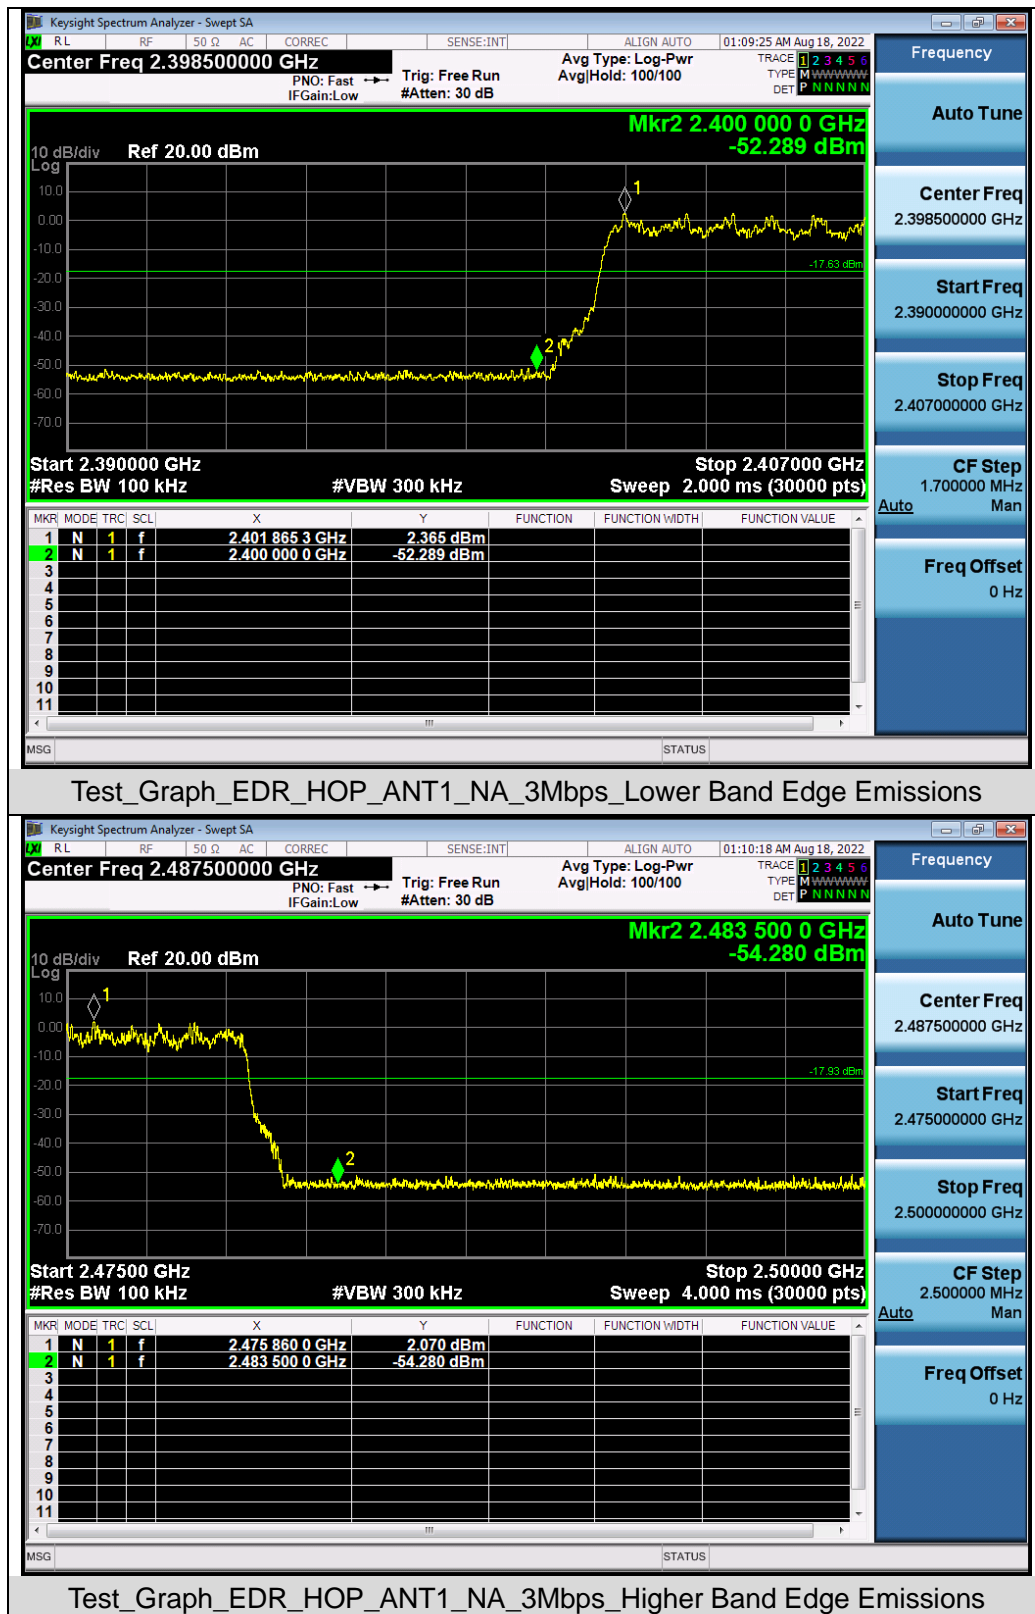 Keysight Spectrum Analyzer - Swept SA
LXI RL RF 50 Ω AC CORREC SENSE:INT ALIGN AUTO 01:09:25 AM Aug 18, 2022
Center Freq 2.398500000 GHz
PNO: Fast
IFGain:Low
Trig: Free Run
#Atten: 30 dB
Avg Type: Log-Pwr
Avg|Hold: 100/100
TRACE 1 2 3 4 5 6
TYPE M WWWWW
DET P N N N N N
Mkr2 2.400 000 0 GHz
-52.289 dBm
10 dB/div Ref 20.00 dBm
Log
10.0
0.00
-10.0
-20.0
-30.0
-40.0
-50.0
-60.0
-70.0
1
-17.63 dBm
2
Start 2.390000 GHz Stop 2.407000 GHz
#Res BW 100 kHz #VBW 300 kHz Sweep 2.000 ms (30000 pts)
MKR MODE TRC SCL X Y FUNCTION FUNCTION WIDTH FUNCTION VALUE
1 N 1 f 2.401 865 3 GHz 2.365 dBm
2 N 1 f 2.400 000 0 GHz -52.289 dBm
3
4
5
6
7
8
9
10
11
MSG STATUS
Frequency
Auto Tune
Center Freq
2.398500000 GHz
Start Freq
2.390000000 GHz
Stop Freq
2.407000000 GHz
CF Step
1.700000 MHz
Auto Man
Freq Offset
0 Hz
Test_Graph_EDR_HOP_ANT1_NA_3Mbps_Lower Band Edge Emissions
Keysight Spectrum Analyzer - Swept SA
LXI RL RF 50 Ω AC CORREC SENSE:INT ALIGN AUTO 01:10:18 AM Aug 18, 2022
Center Freq 2.487500000 GHz
PNO: Fast
IFGain:Low
Trig: Free Run
#Atten: 30 dB
Avg Type: Log-Pwr
Avg|Hold: 100/100
TRACE 1 2 3 4 5 6
TYPE M WWWWW
DET P N N N N N
Mkr2 2.483 500 0 GHz
-54.280 dBm
10 dB/div Ref 20.00 dBm
Log
10.0
0.00
-10.0
-20.0
-30.0
-40.0
-50.0
-60.0
-70.0
1
-17.93 dBm
2
Start 2.47500 GHz Stop 2.50000 GHz
#Res BW 100 kHz #VBW 300 kHz Sweep 4.000 ms (30000 pts)
MKR MODE TRC SCL X Y FUNCTION FUNCTION WIDTH FUNCTION VALUE
1 N 1 f 2.475 860 0 GHz 2.070 dBm
2 N 1 f 2.483 500 0 GHz -54.280 dBm
3
4
5
6
7
8
9
10
11
MSG STATUS
Frequency
Auto Tune
Center Freq
2.487500000 GHz
Start Freq
2.475000000 GHz
Stop Freq
2.500000000 GHz
CF Step
2.500000 MHz
Auto Man
Freq Offset
0 Hz
Test_Graph_EDR_HOP_ANT1_NA_3Mbps_Higher Band Edge Emissions